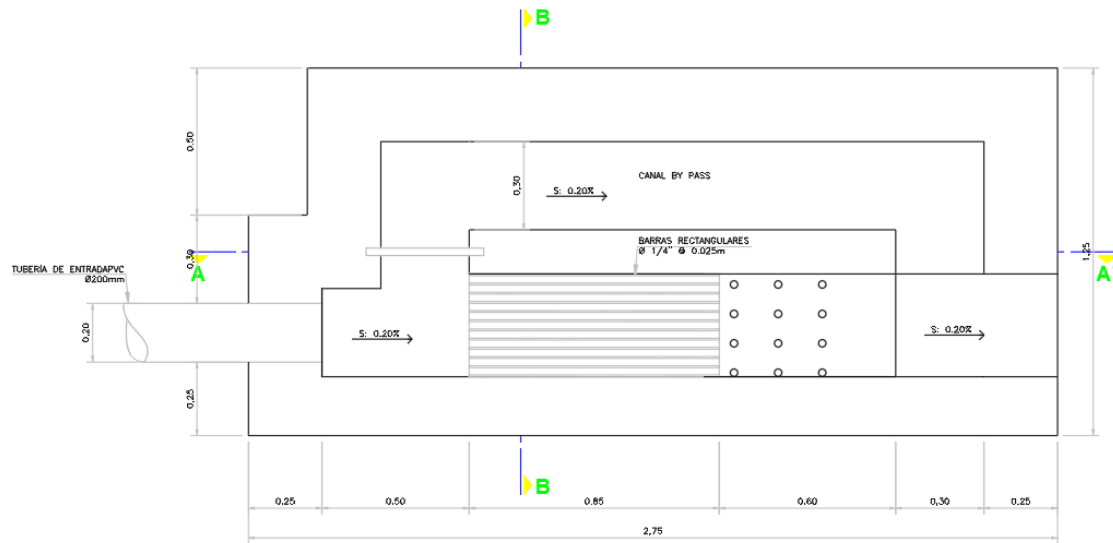 B
0.50
0.30
CANAL BY PASS
S: 0.20%
BARRAS RECTANGULARES
Ø 1/4" @ 0.025m
1.25
0.30
A
A
TUBERÍA DE ENTRADAPVC
Ø200mm
0.20
S: 0.20%
S: 0.20%
0.25
B
0.25
0.50
0.85
0.60
0.30
0.25
2,75